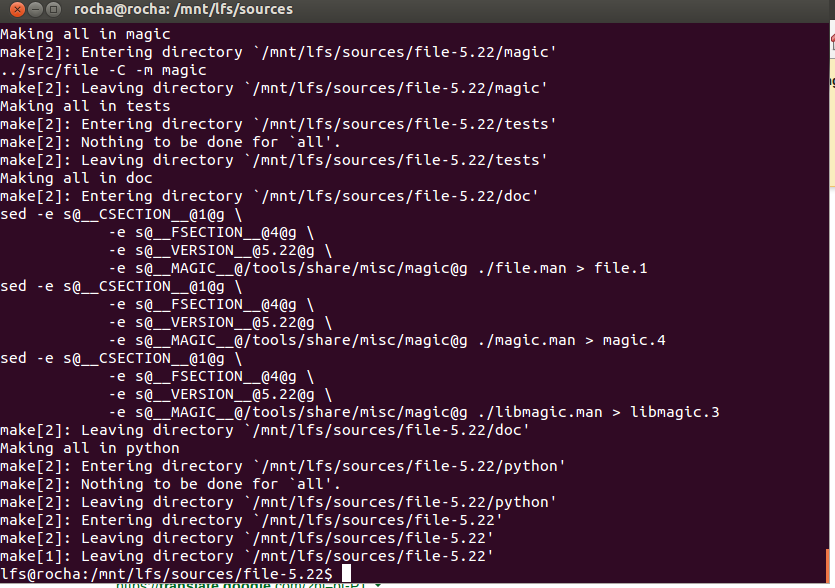 rocha@rocha: /mnt/lfs/sources
Making all in magic
make[2]: Entering directory `/mnt/lfs/sources/file-5.22/magic'
../src/file -C -m magic
make[2]: Leaving directory `/mnt/lfs/sources/file-5.22/magic'
Making all in tests
make[2]: Entering directory `/mnt/lfs/sources/file-5.22/tests'
make[2]: Nothing to be done for `all'.
make[2]: Leaving directory `/mnt/lfs/sources/file-5.22/tests'
Making all in doc
make[2]: Entering directory `/mnt/lfs/sources/file-5.22/doc'
sed -e s@__CSECTION__@1@g \
            -e s@__FSECTION__@4@g \
            -e s@__VERSION__@5.22@g \
            -e s@__MAGIC__@/tools/share/misc/magic@g ./file.man > file.1
sed -e s@__CSECTION__@1@g \
            -e s@__FSECTION__@4@g \
            -e s@__VERSION__@5.22@g \
            -e s@__MAGIC__@/tools/share/misc/magic@g ./magic.man > magic.4
sed -e s@__CSECTION__@1@g \
            -e s@__FSECTION__@4@g \
            -e s@__VERSION__@5.22@g \
            -e s@__MAGIC__@/tools/share/misc/magic@g ./libmagic.man > libmagic.3
make[2]: Leaving directory `/mnt/lfs/sources/file-5.22/doc'
Making all in python
make[2]: Entering directory `/mnt/lfs/sources/file-5.22/python'
make[2]: Nothing to be done for `all'.
make[2]: Leaving directory `/mnt/lfs/sources/file-5.22/python'
make[2]: Entering directory `/mnt/lfs/sources/file-5.22'
make[2]: Leaving directory `/mnt/lfs/sources/file-5.22'
make[1]: Leaving directory `/mnt/lfs/sources/file-5.22'
lfs@rocha:/mnt/lfs/sources/file-5.22$